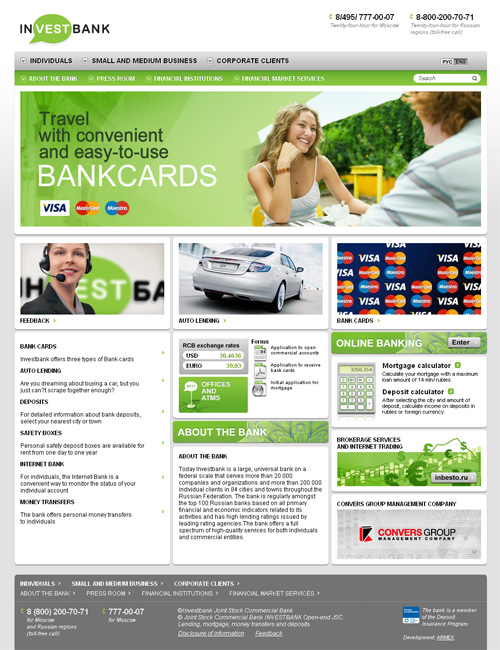 INVESTBANK
8/495/ 777-00-07
Twenty-four-hour for Moscow
8-800-200-70-71
Twenty-four-hour for Russian
regions (toll-free call)
INDIVIDUALS
SMALL AND MEDIUM BUSINESS
CORPORATE CLIENTS
РУС ENG
ABOUT THE BANK
PRESS ROOM
FINANCIAL INSTITUTIONS
FINANCIAL MARKET SERVICES
Search
Travel
with convenient
and easy-to-use
BANKCARDS
VISA MasterCard Maestro
INVESTBA
FEEDBACK
AUTO LENDING
VISA MasterCard Maestro
BANK CARDS
BANK CARDS
Investbank offers three types of Bank cards
AUTO LENDING
Are you dreaming about buying a car, but you
just can?t scrape together enough?
DEPOSITS
For detailed information about bank deposits,
select your nearest city or town
SAFETY BOXES
Personal safety deposit boxes are available for
rent from one day to one year
INTERNET BANK
For individuals, the Internet-Bank is a
convenient way to monitor the status of your
individual account
MONEY TRANSFERS
The bank offers personal money transfers
to individuals
RCB exchange rates
USD 30,4636
EURO 39,03
OFFICES
AND
ATMS
Forms
Application to open
commercial accounts
Application to receive
bank cards
Initial application for
mortgage
ABOUT THE BANK
ABOUT THE BANK
Today Investbank is a large, universal bank on a
federal scale that serves more than 20 000
companies and organizations and more than 200 000
individual clients in 84 cities and towns throughout the
Russian Federation. The bank is regularly amongst
the top 100 Russian banks based on all primary
financial and economic indicators related to its
activities and has high lending ratings issued by
leading rating agencies.The bank offers a full
spectrum of high-quality services for both individuals
and commercial entities.
ONLINE BANKING
Enter
Mortgage calculator
Calculate your mortgage with a maximum
loan amount of 14 mln/ rubles.
Deposit calculator
After selecting the city and amount of
deposit, calculate income on deposits in
rubles or foreign currency.
BROKERAGE SERVICES
AND INTERNET TRADING
inbesto.ru
CONVERS GROUP MANAGEMENT COMPANY
CONVERS GROUP
MANAGEMENT COMPANY
INDIVIDUALS
SMALL AND MEDIUM BUSINESS
CORPORATE CLIENTS
ABOUT THE BANK
PRESS ROOM
FINANCIAL INSTITUTIONS
FINANCIAL MARKET SERVICES
8 (800) 200-70-71
for Moscow
and Russian regions
(toll-free)
777-00-07
for Moscow
©Investbank Joint Stock Commercial Bank
© Joint Stock Commercial Bank INVESTBANK Open-end JSC
Lending, mortgage, money transfers and deposits
Disclosure of information
Feedback
The bank is a member
of the Deposit
Insurance Program.
Development: ARMEX